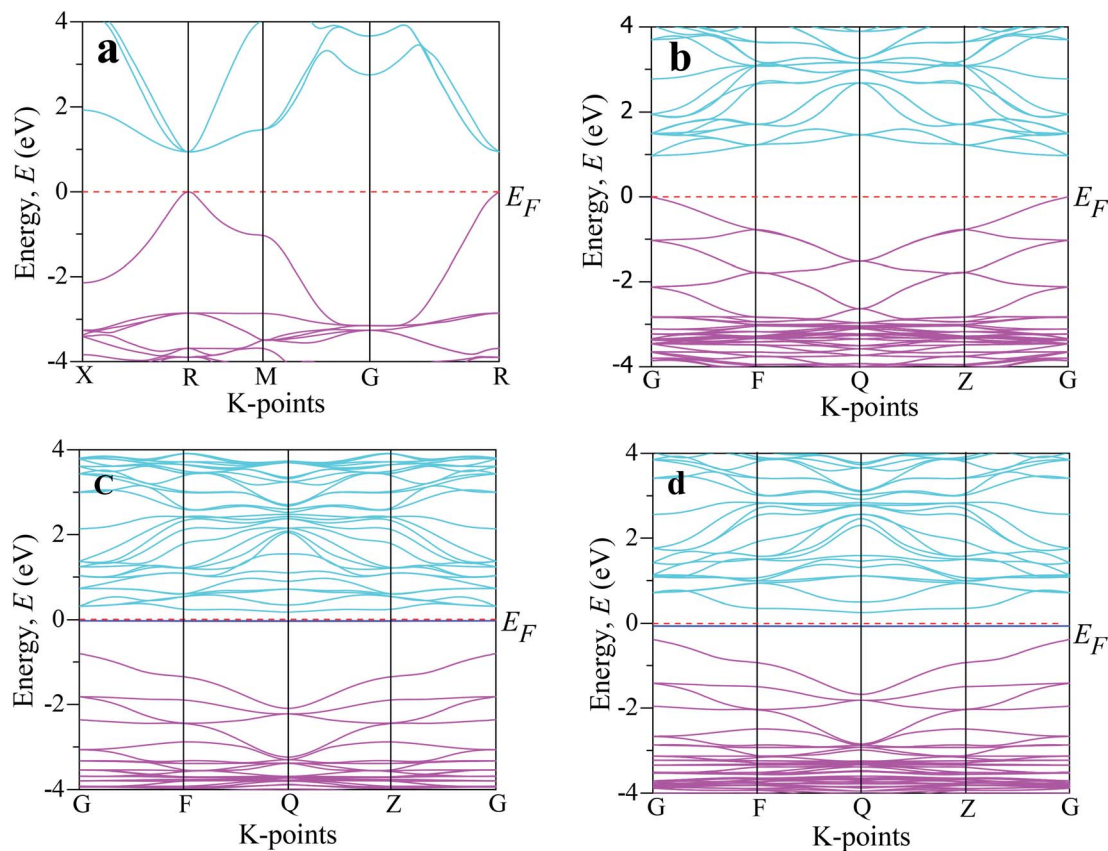 a
4
2
0
-2
-4
Energy, E (eV)
E_F
X R M G R
K-points
b
4
2
0
-2
-4
Energy, E (eV)
E_F
G F Q Z G
K-points
c
4
2
0
-2
-4
Energy, E (eV)
E_F
G F Q Z G
K-points
d
4
2
0
-2
-4
Energy, E (eV)
E_F
G F Q Z G
K-points